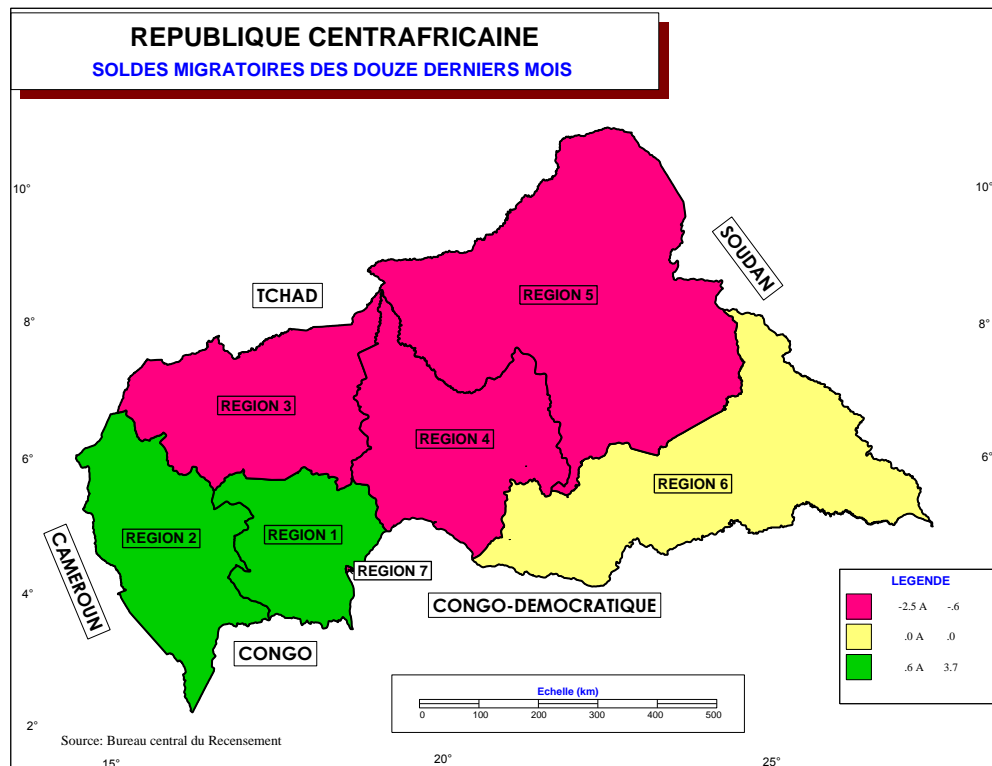 REPUBLIQUE CENTRAFRICAINE
SOLDES MIGRATOIRES DES DOUZE DERNIERS MOIS
10°
10°
SOUDAN
TCHAD
REGION 5
8°
8°
REGION 3
REGION 4
6°
6°
REGION 6
REGION 2
REGION 1
CAMEROUN
REGION 7
4°
4°
CONGO-DEMOCRATIQUE
CONGO
LEGENDE
-2.5 A -.6
.0 A .0
.6 A 3.7
Echelle (km)
0 100 200 300 400 500
2°
Source: Bureau central du Recensement
15°
20°
25°